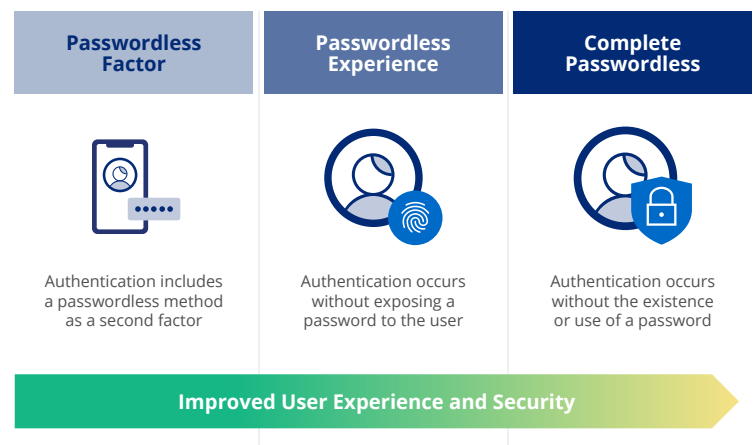 Passwordless
Factor
Passwordless
Experience
Complete
Passwordless
Authentication includes
a passwordless method
as a second factor
Authentication occurs
without exposing a
password to the user
Authentication occurs
without the existence
or use of a password
Improved User Experience and Security